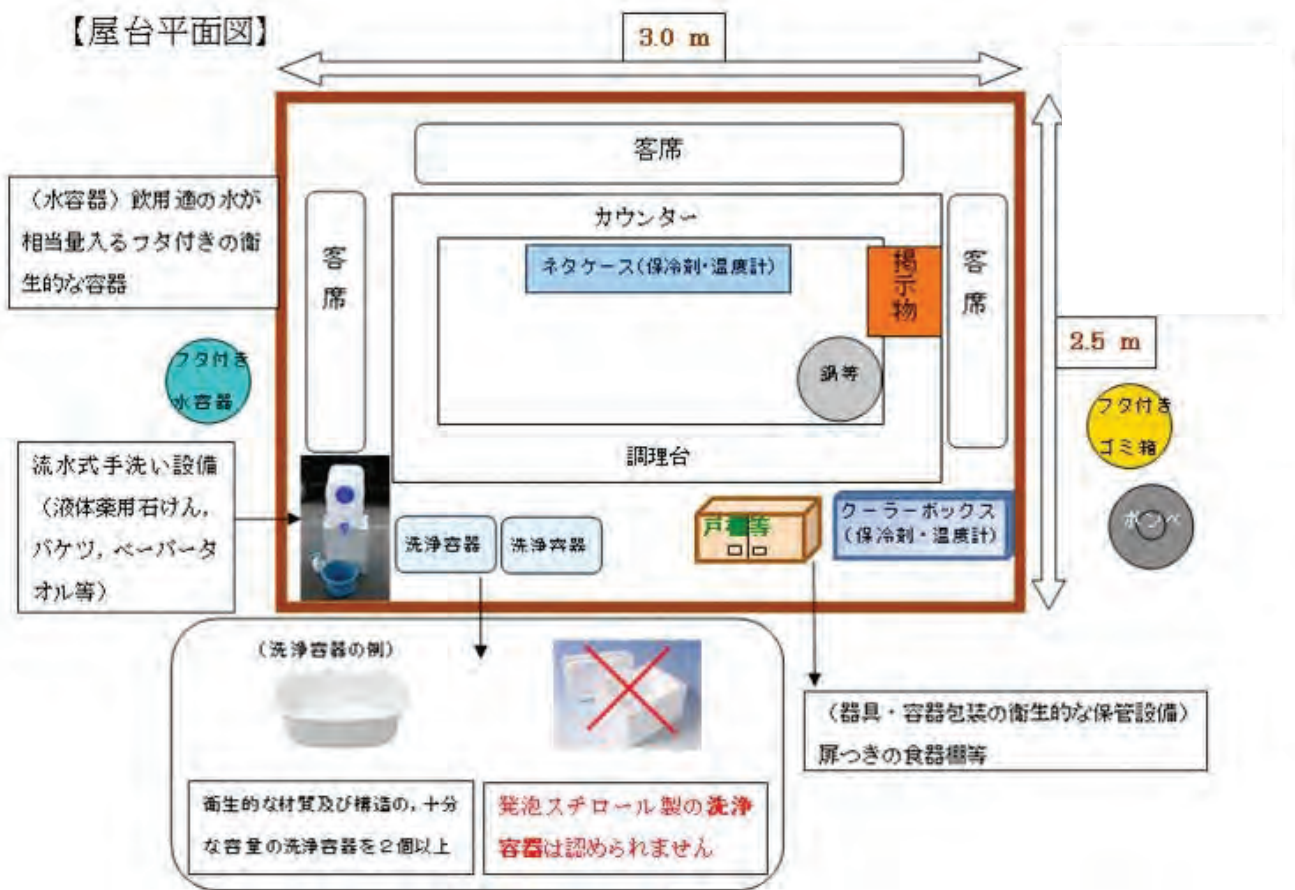 【屋台平面図】
3.0 m
客席
(水容器)飲用適の水が
相当量入るフタ付きの衛
生的な容器
客席
カウンター
ネタケース(保冷剤・温度計)
掲示物
客席
2.5 m
フタ付き
水容器
鍋等
フタ付き
ゴミ箱
調理台
流水式手洗い設備
(液体薬用石けん,
バケツ,ペーパータ
オル等)
洗浄容器
洗浄容器
戸棚等
クーラーボックス
(保冷剤・温度計)
ボンベ
(洗浄容器の例)
(器具・容器包装の衛生的な保管設備)
扉つきの食器棚等
衛生的な材質及び構造の,十分
な容量の洗浄容器を2個以上
発泡スチロール製の洗浄
容器は認められません